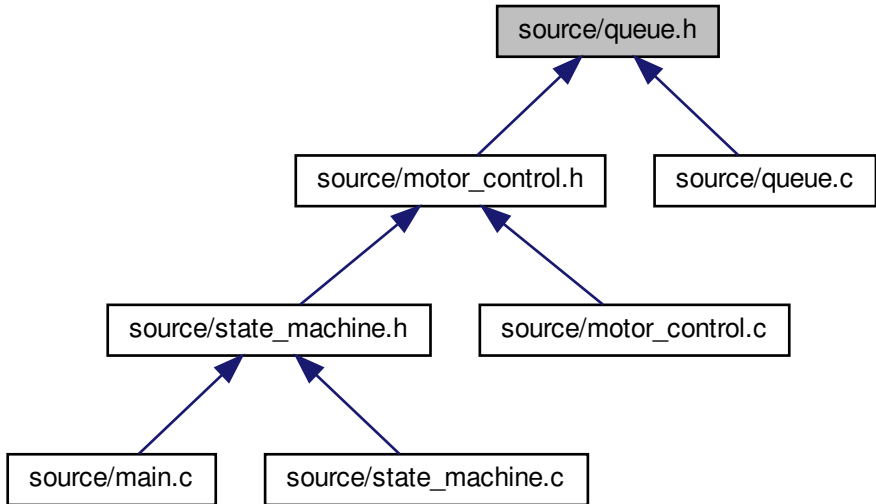 source/queue.h
source/motor_control.h
source/queue.c
source/state_machine.h
source/motor_control.c
source/main.c
source/state_machine.c